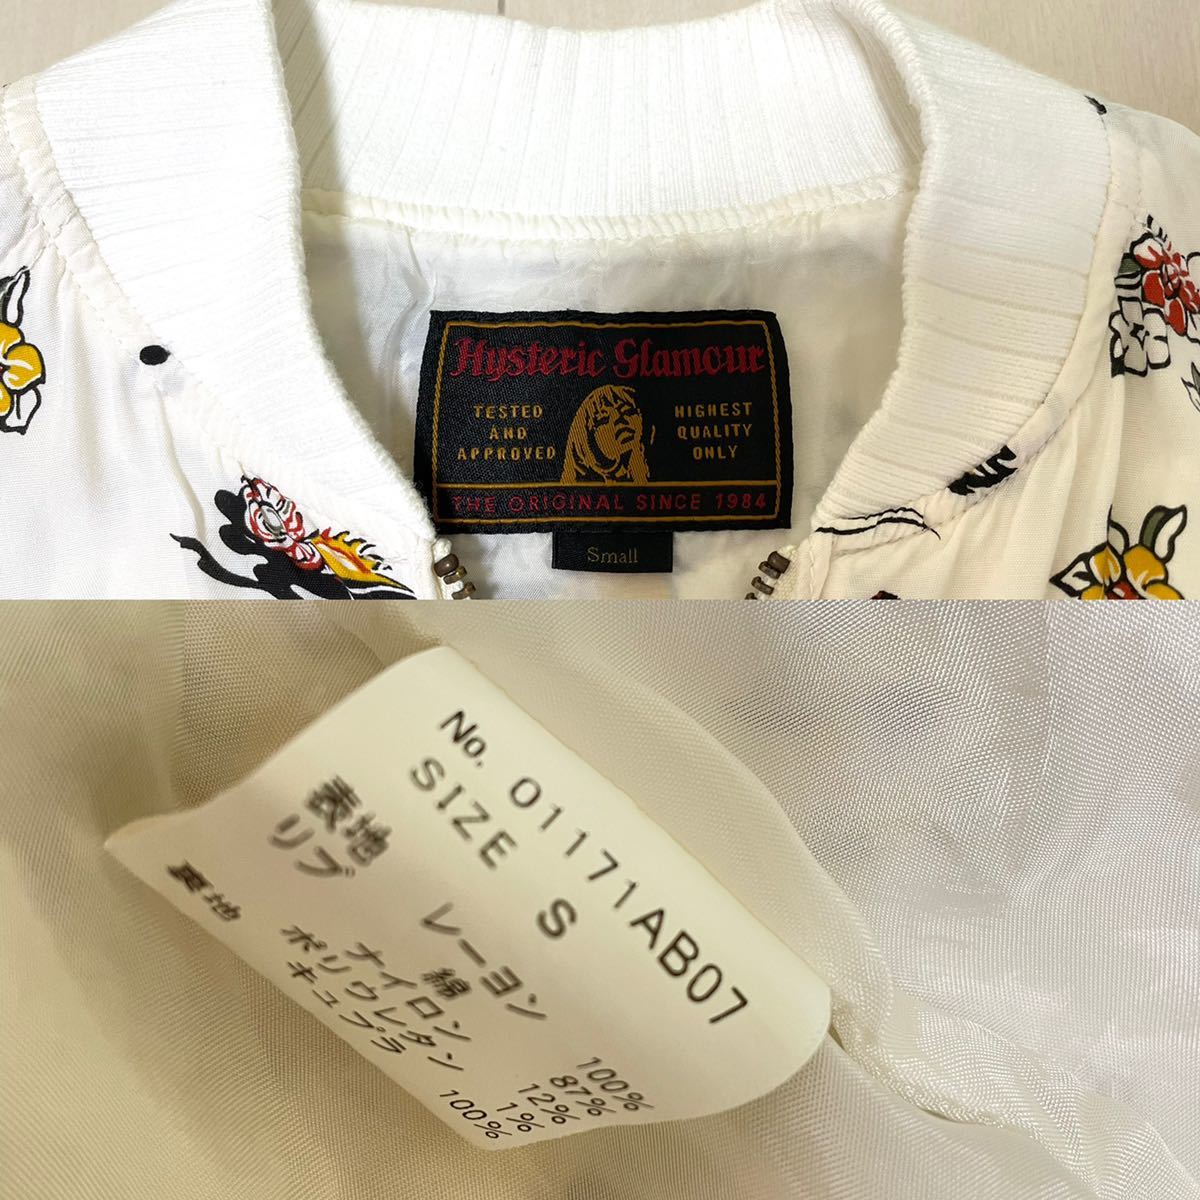 Hysteric Glamour
TESTED
AND
APPROVED
HIGHEST
QUALITY
ONLY
THE ORIGINAL SINCE 1984
Small
No. 01171AB07
SIZE S
表地 レーヨン 100%
リブ 綿 87%
ナイロン 12%
ポリウレタン 1%
裏地 キュプラ 100%